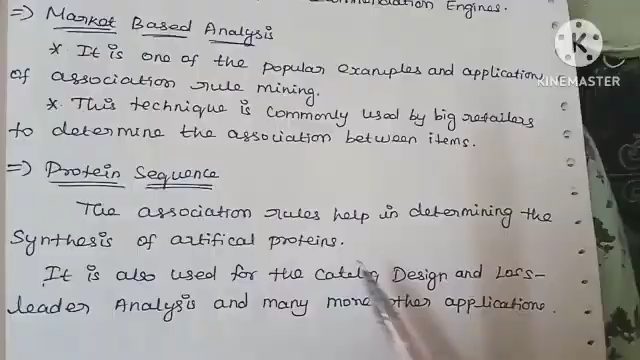 Engines.
=> Market Based Analysis
* It is one of the popular examples and application
of association rule mining.
* This technique is commonly used by big retailers
to determine the association between items.
=> Protein Sequence
The association rules help in determining the
Synthesis of artifical proteins.
It is also used for the Catelg Design and Loss-
leader Analysis and many more other applications.
K
KINEMASTER